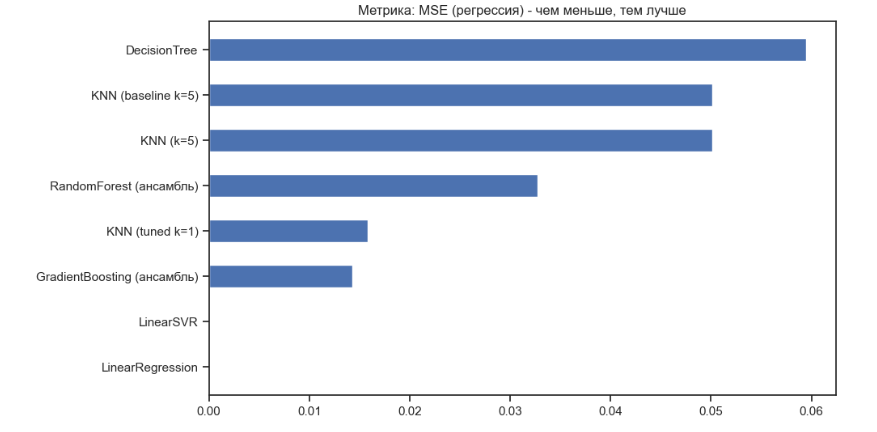 Метрика: MSE (регрессия) - чем меньше, тем лучше
DecisionTree
KNN (baseline k=5)
KNN (k=5)
RandomForest (ансамбль)
KNN (tuned k=1)
GradientBoosting (ансамбль)
LinearSVR
LinearRegression
0.00 0.01 0.02 0.03 0.04 0.05 0.06